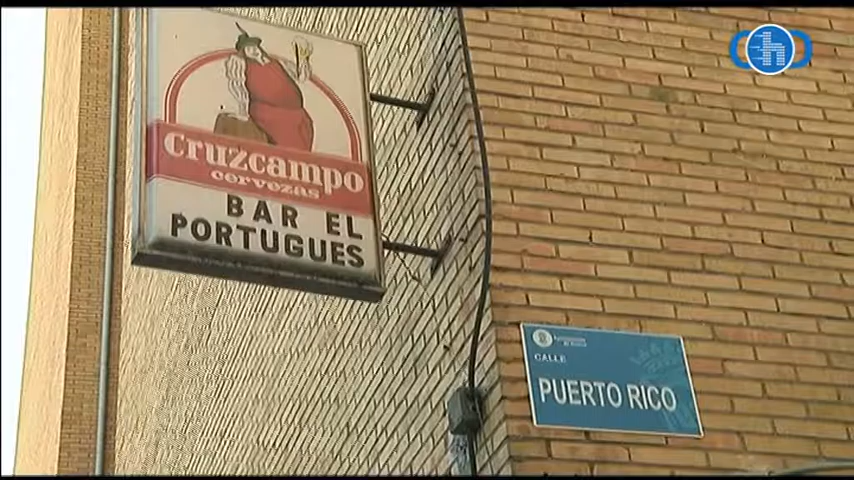 Cruzcampo
cervezas
BAR EL
PORTUGUES
CALLE
PUERTO RICO